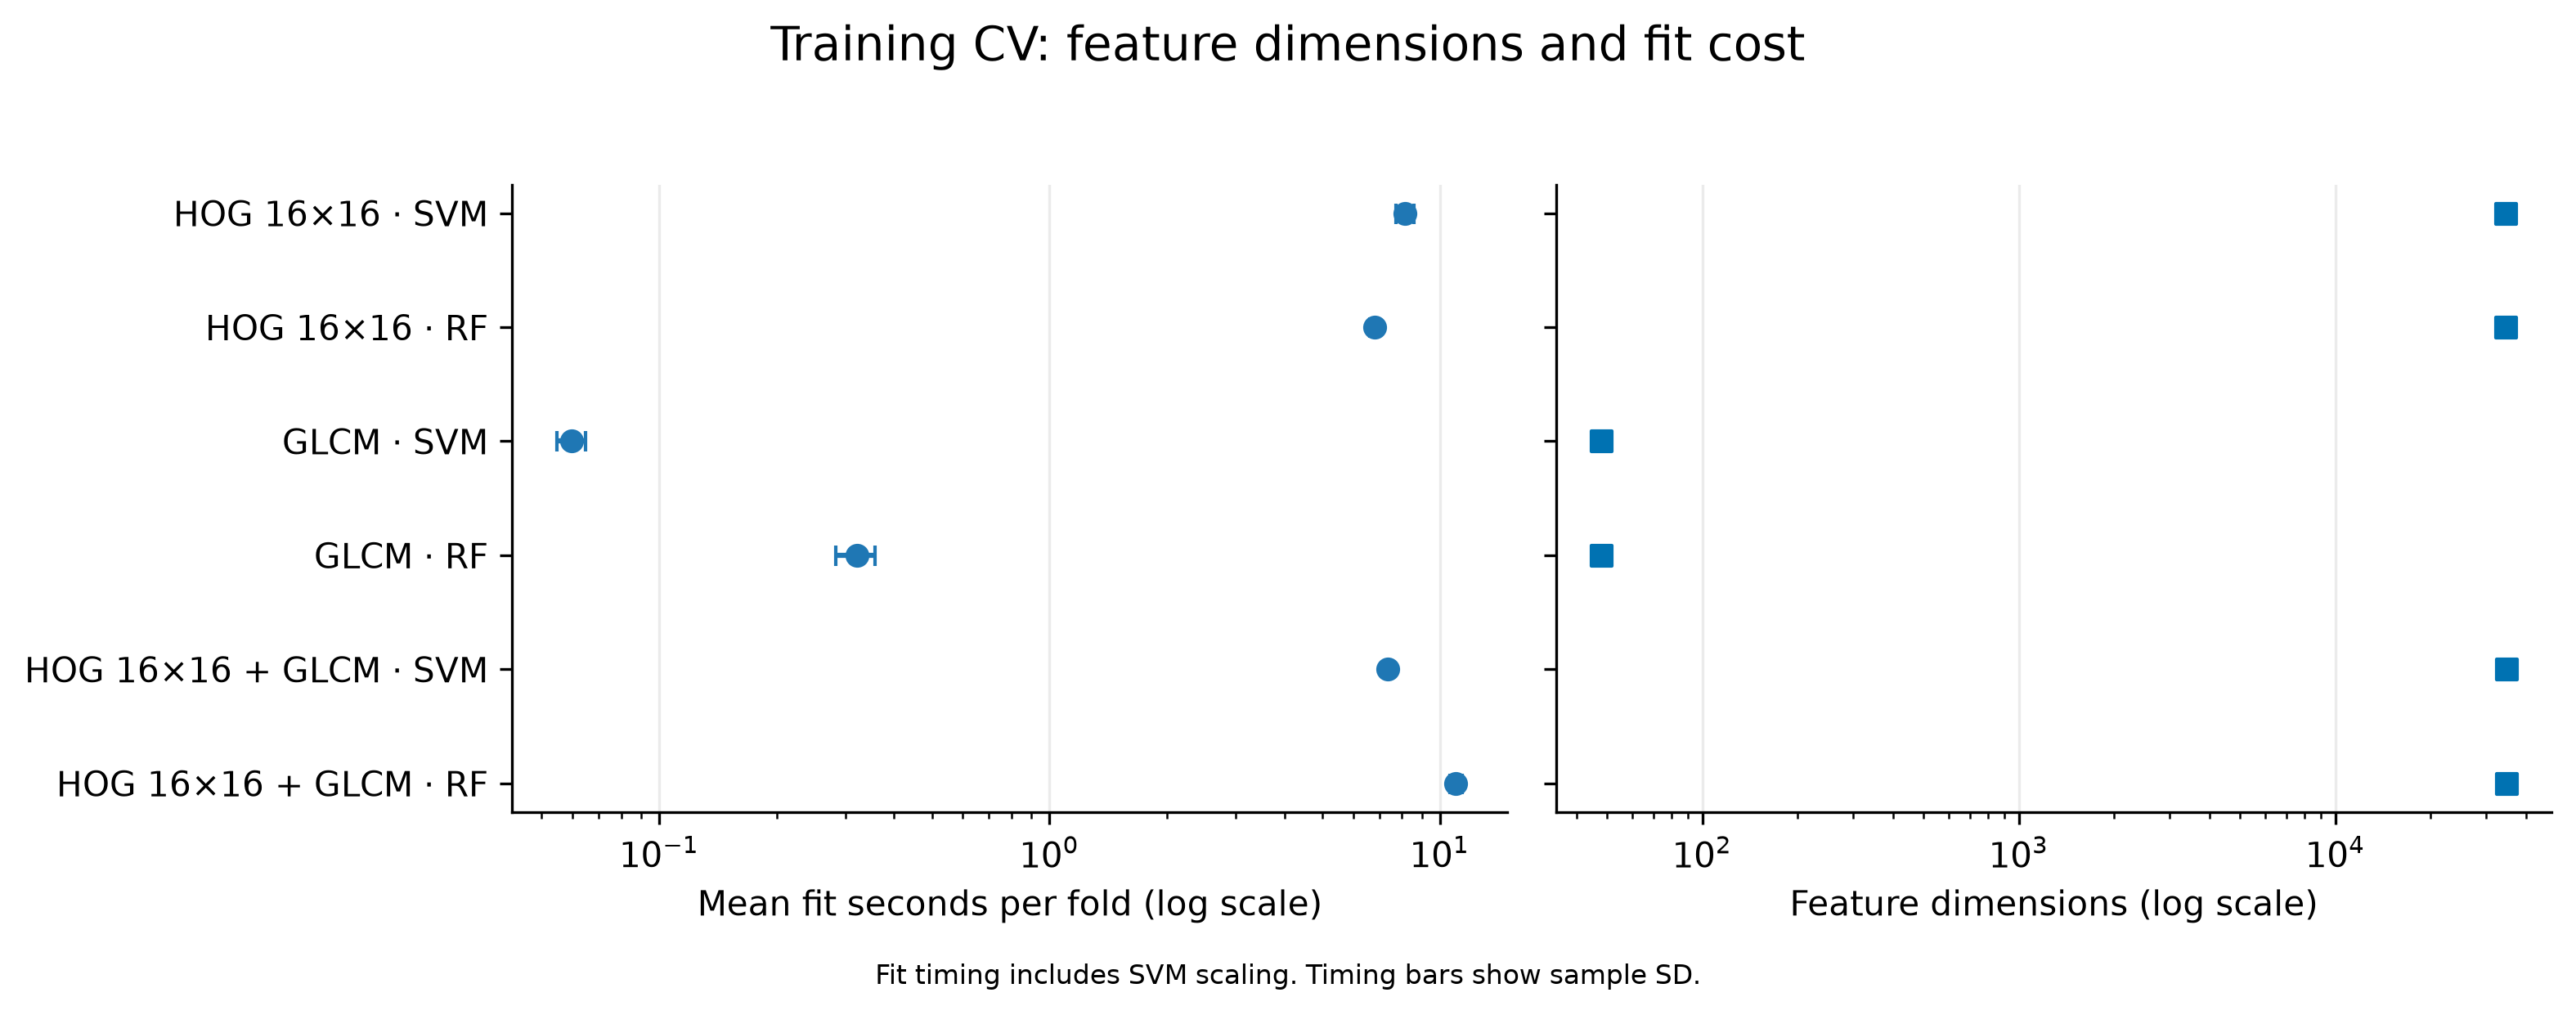 Training CV: feature dimensions and fit cost
HOG 16×16 · SVM
HOG 16×16 · RF
GLCM · SVM
GLCM · RF
HOG 16×16 + GLCM · SVM
HOG 16×16 + GLCM · RF
10⁻¹ 10⁰ 10¹
Mean fit seconds per fold (log scale)
10² 10³ 10⁴
Feature dimensions (log scale)
Fit timing includes SVM scaling. Timing bars show sample SD.